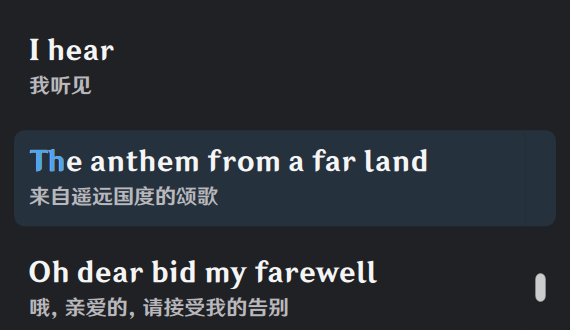 I hear
我听见
The anthem from a far land
来自遥远国度的颂歌
Oh dear bid my farewell
哦, 亲爱的, 请接受我的告别